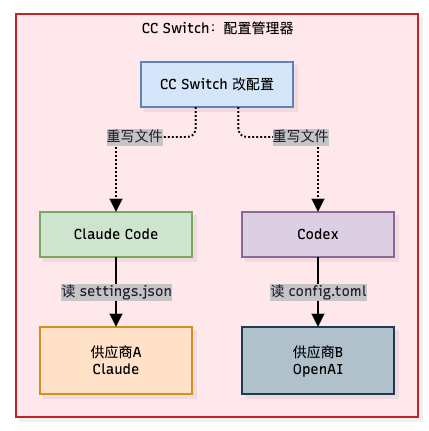 CC Switch：配置管理器
CC Switch 改配置
重写文件
重写文件
Claude Code
Codex
读 settings.json
读 config.toml
供应商A
Claude
供应商B
OpenAI